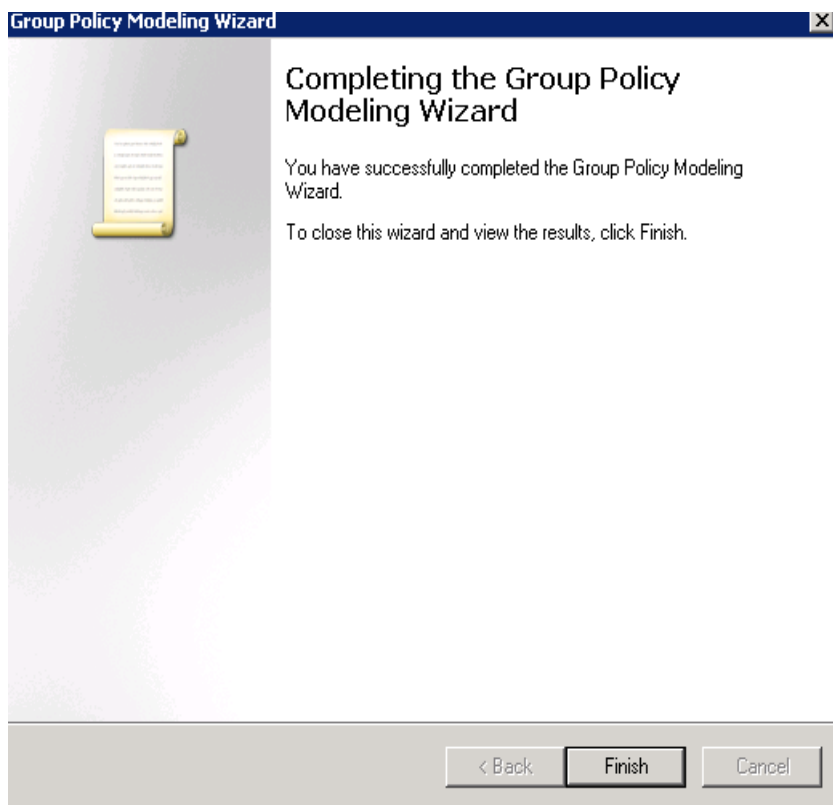 Group Policy Modeling Wizard
Completing the Group Policy
Modeling Wizard
You have successfully completed the Group Policy Modeling
Wizard.
To close this wizard and view the results, click Finish.
< Back
Finish
Cancel